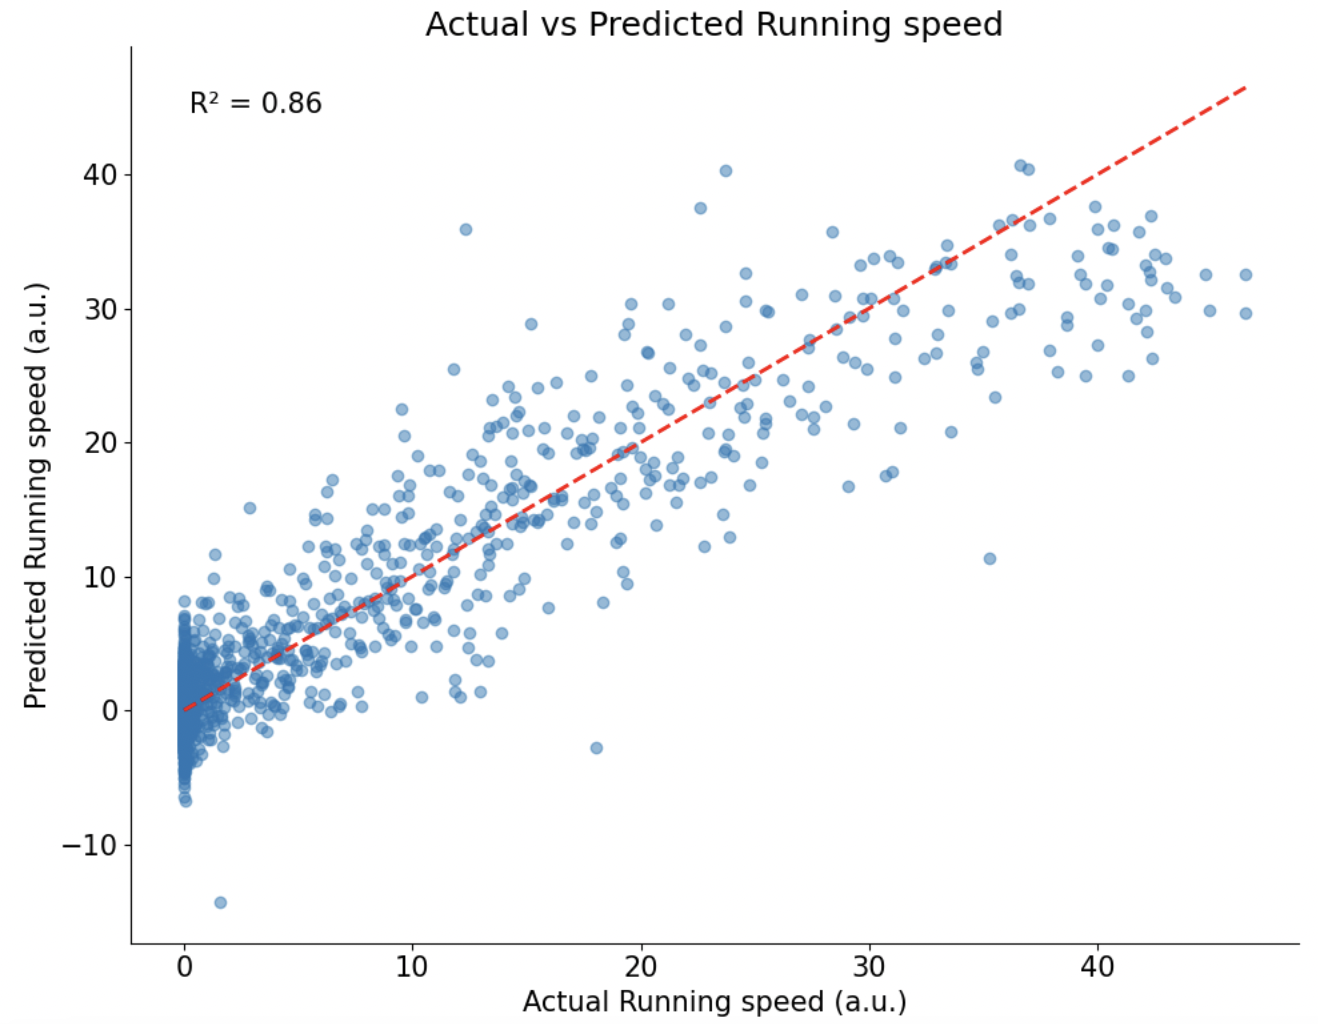 Actual vs Predicted Running speed
R² = 0.86
Predicted Running speed (a.u.)
40
30
20
10
0
−10
0 10 20 30 40
Actual Running speed (a.u.)